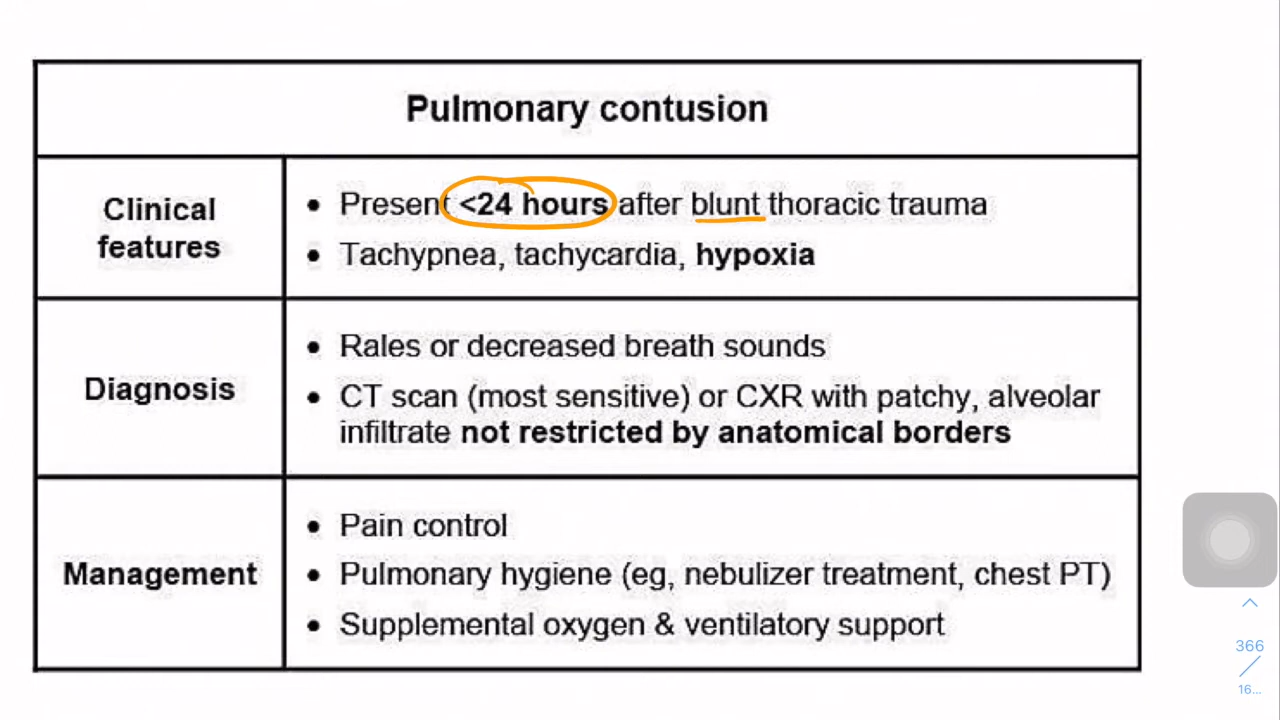 Pulmonary contusion
Clinical
features
• Present <24 hours after blunt thoracic trauma
• Tachypnea, tachycardia, hypoxia
Diagnosis
• Rales or decreased breath sounds
• CT scan (most sensitive) or CXR with patchy, alveolar
infiltrate not restricted by anatomical borders
Management
• Pain control
• Pulmonary hygiene (eg, nebulizer treatment, chest PT)
• Supplemental oxygen & ventilatory support
366
16...